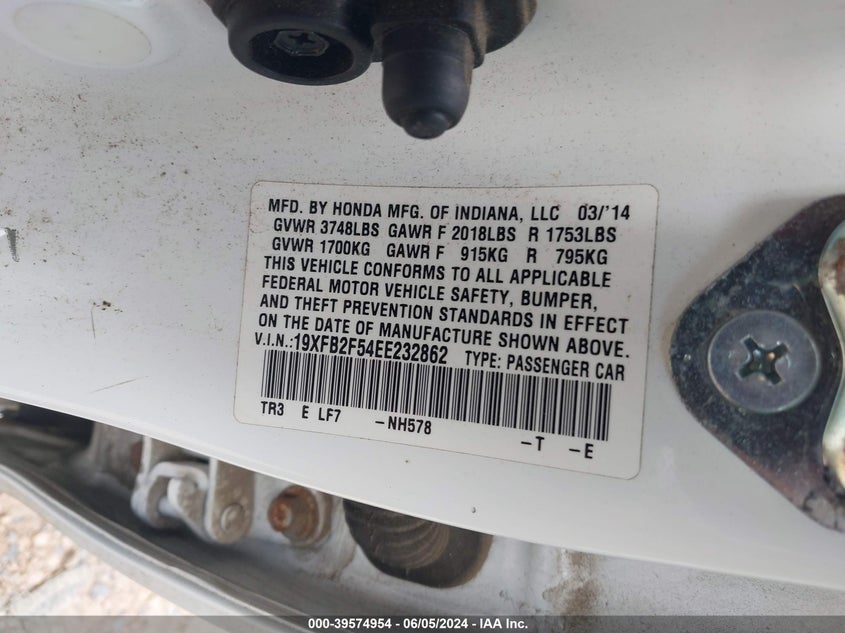 MFD. BY HONDA MFG. OF INDIANA, LLC 03/'14
GVWR 3748LBS GAWR F 2018LBS R 1753LBS
GVWR 1700KG GAWR F 915KG R 795KG
THIS VEHICLE CONFORMS TO ALL APPLICABLE
FEDERAL MOTOR VEHICLE SAFETY, BUMPER,
AND THEFT PREVENTION STANDARDS IN EFFECT
ON THE DATE OF MANUFACTURE SHOWN ABOVE.
V.I.N.:19XFB2F54EE232862 TYPE: PASSENGER CAR
TR3 E LF7 -NH578 -T -E
000-39574954 - 06/05/2024 - IAA Inc.